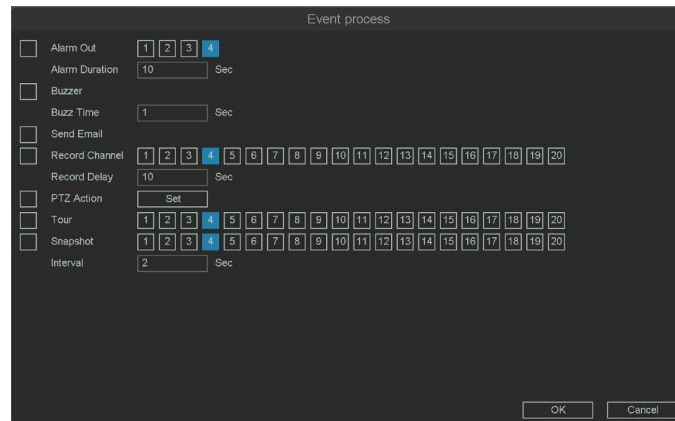 Event process
Alarm Out 1 2 3 4
Alarm Duration 10 Sec
Buzzer
Buzz Time 1 Sec
Send Email
Record Channel 1 2 3 4 5 6 7 8 9 10 11 12 13 14 15 16 17 18 19 20
Record Delay 10 Sec
PTZ Action Set
Tour 1 2 3 4 5 6 7 8 9 10 11 12 13 14 15 16 17 18 19 20
Snapshot 1 2 3 4 5 6 7 8 9 10 11 12 13 14 15 16 17 18 19 20
Interval 2 Sec
OK Cancel